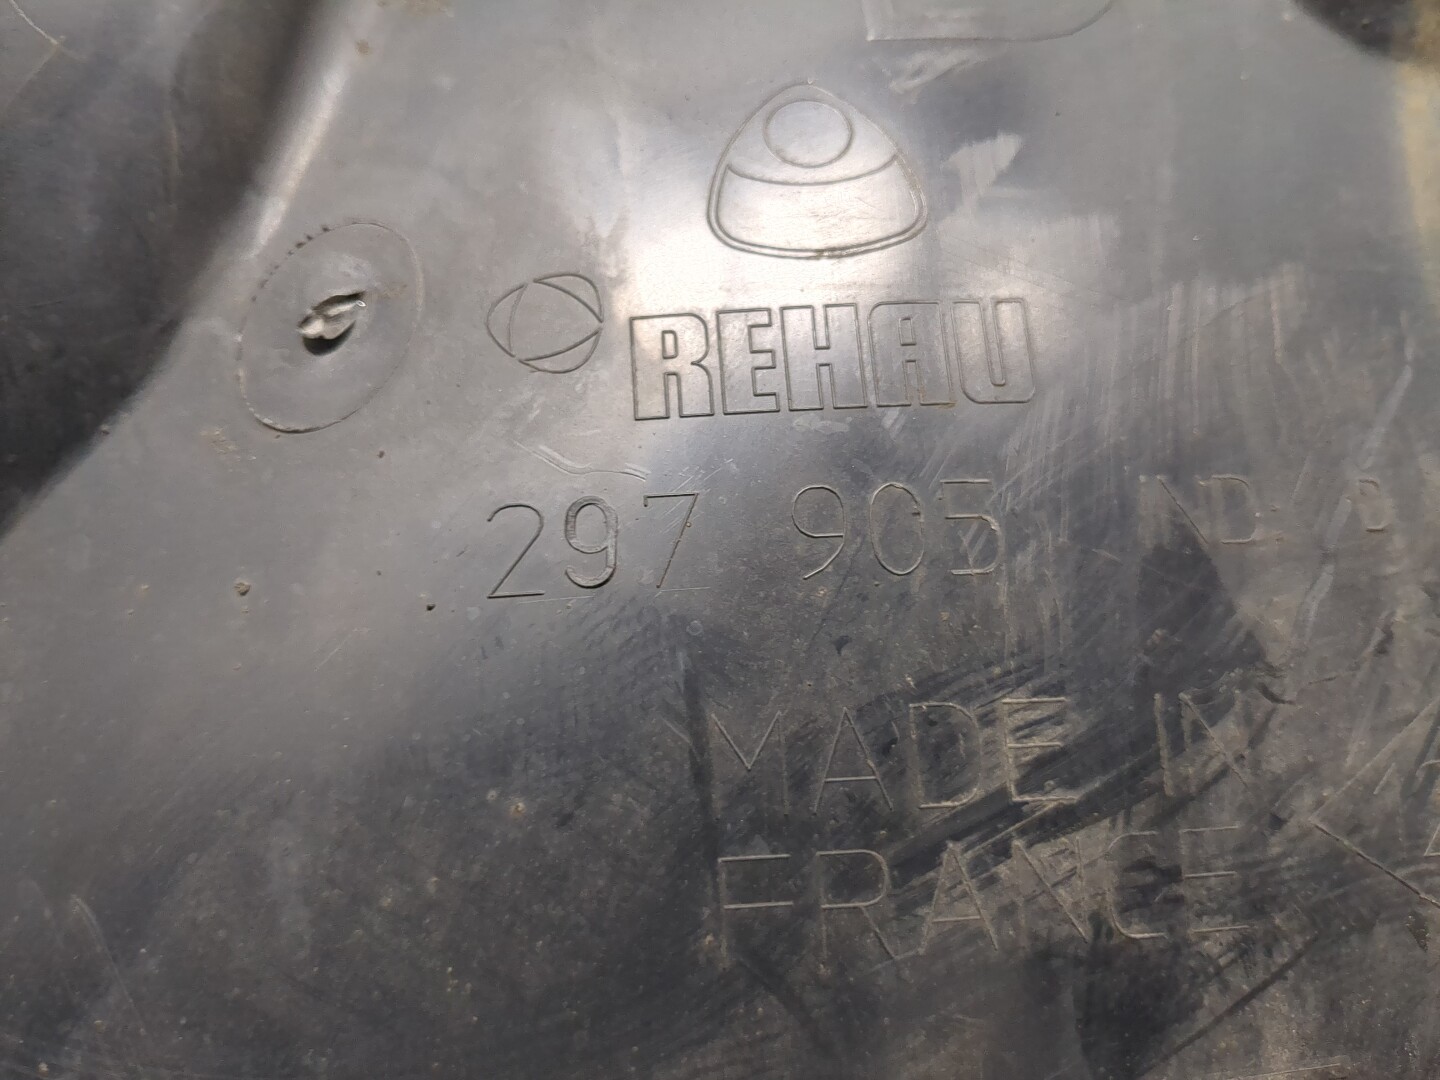 REHAU
297 905 IND/B
MADE IN
FRANCE